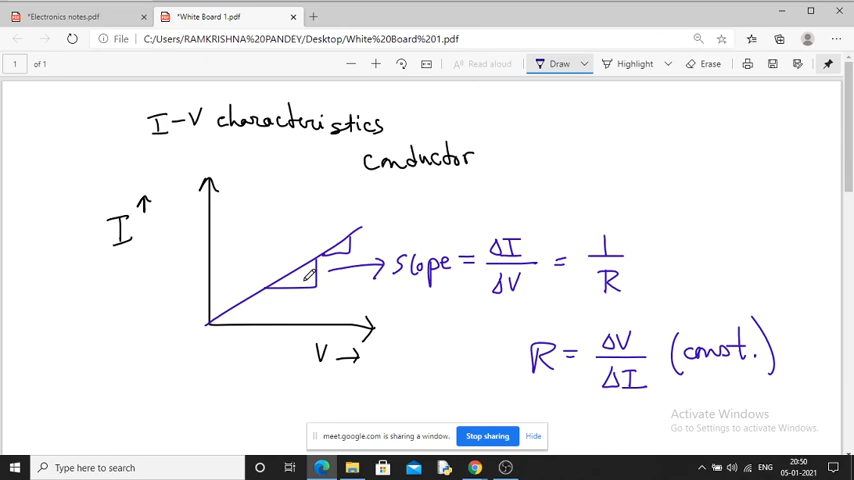 *Electronics notes.pdf
*White Board 1.pdf
File C:/Users/RAMKRISHNA%20PANDEY/Desktop/White%20Board%201.pdf
1 of 1
Read aloud Draw Highlight Erase
I-V characteristics
conductor
I ↑
slope = ΔI/ΔV = 1/R
V →
R = ΔV/ΔI (const.)
Activate Windows
Go to Settings to activate Windows.
meet.google.com is sharing a window. Stop sharing Hide
Type here to search
ENG
20:50
05-01-2021